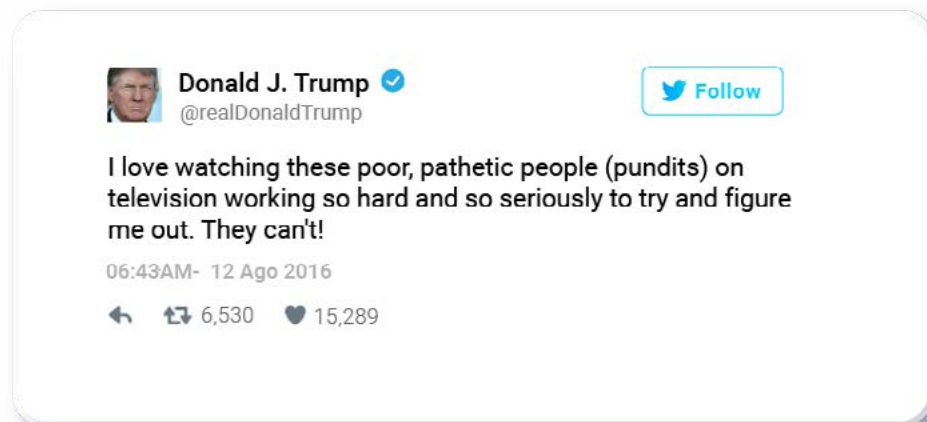 Donald J. Trump
@realDonaldTrump
Follow
I love watching these poor, pathetic people (pundits) on
television working so hard and so seriously to try and figure
me out. They can't!
06:43AM- 12 Ago 2016
6,530 15,289